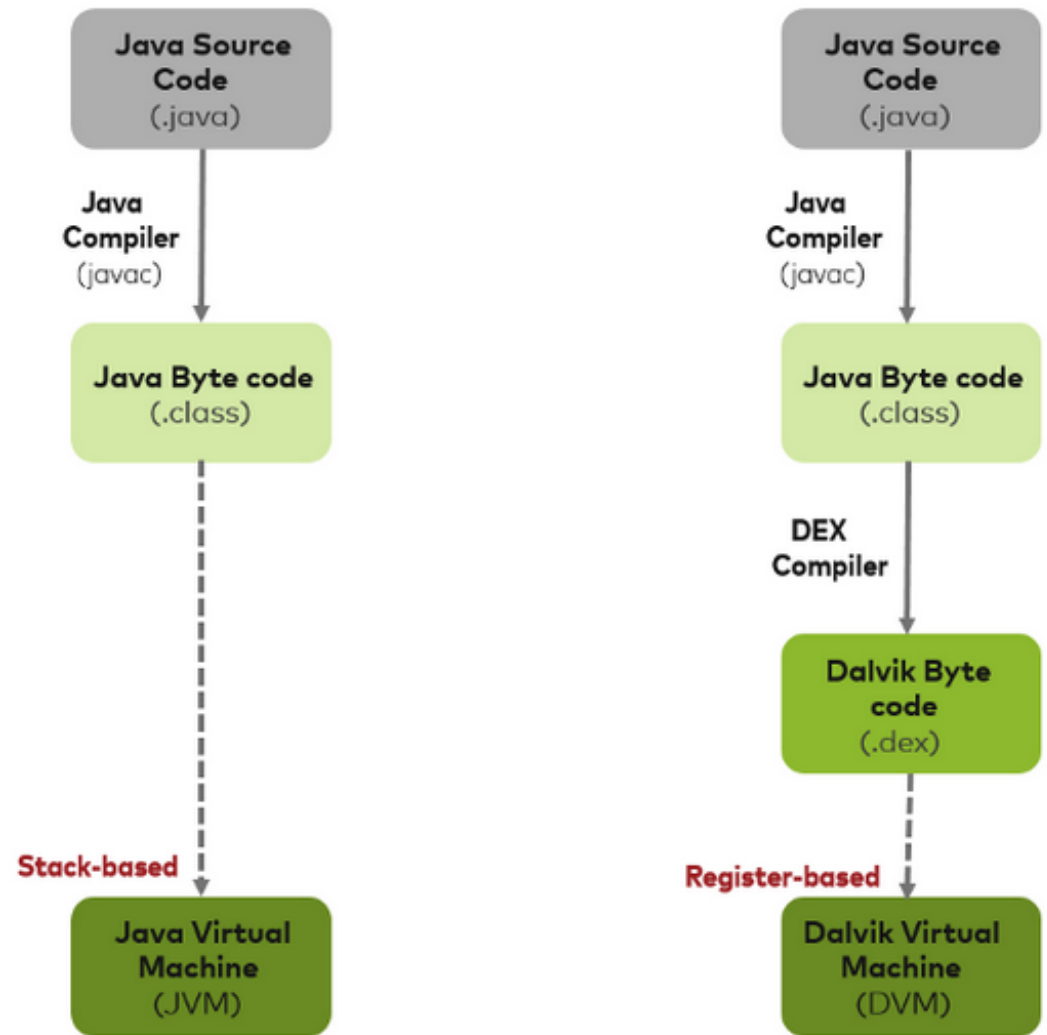 Java Source
Code
(.java)
Java
Compiler
(javac)
Java Byte code
(.class)
Stack-based
Java Virtual
Machine
(JVM)
Java Source
Code
(.java)
Java
Compiler
(javac)
Java Byte code
(.class)
DEX
Compiler
Dalvik Byte
code
(.dex)
Register-based
Dalvik Virtual
Machine
(DVM)